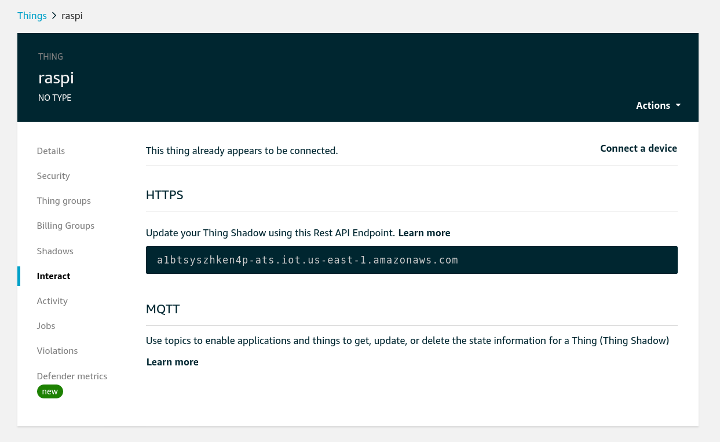 Things > raspi
THING
raspi
NO TYPE
Actions
Details
Security
Thing groups
Billing Groups
Shadows
Interact
Activity
Jobs
Violations
Defender metrics
new
This thing already appears to be connected.
Connect a device
HTTPS
Update your Thing Shadow using this Rest API Endpoint. Learn more
a1btsyszhken4p-ats.iot.us-east-1.amazonaws.com
MQTT
Use topics to enable applications and things to get, update, or delete the state information for a Thing (Thing Shadow)
Learn more